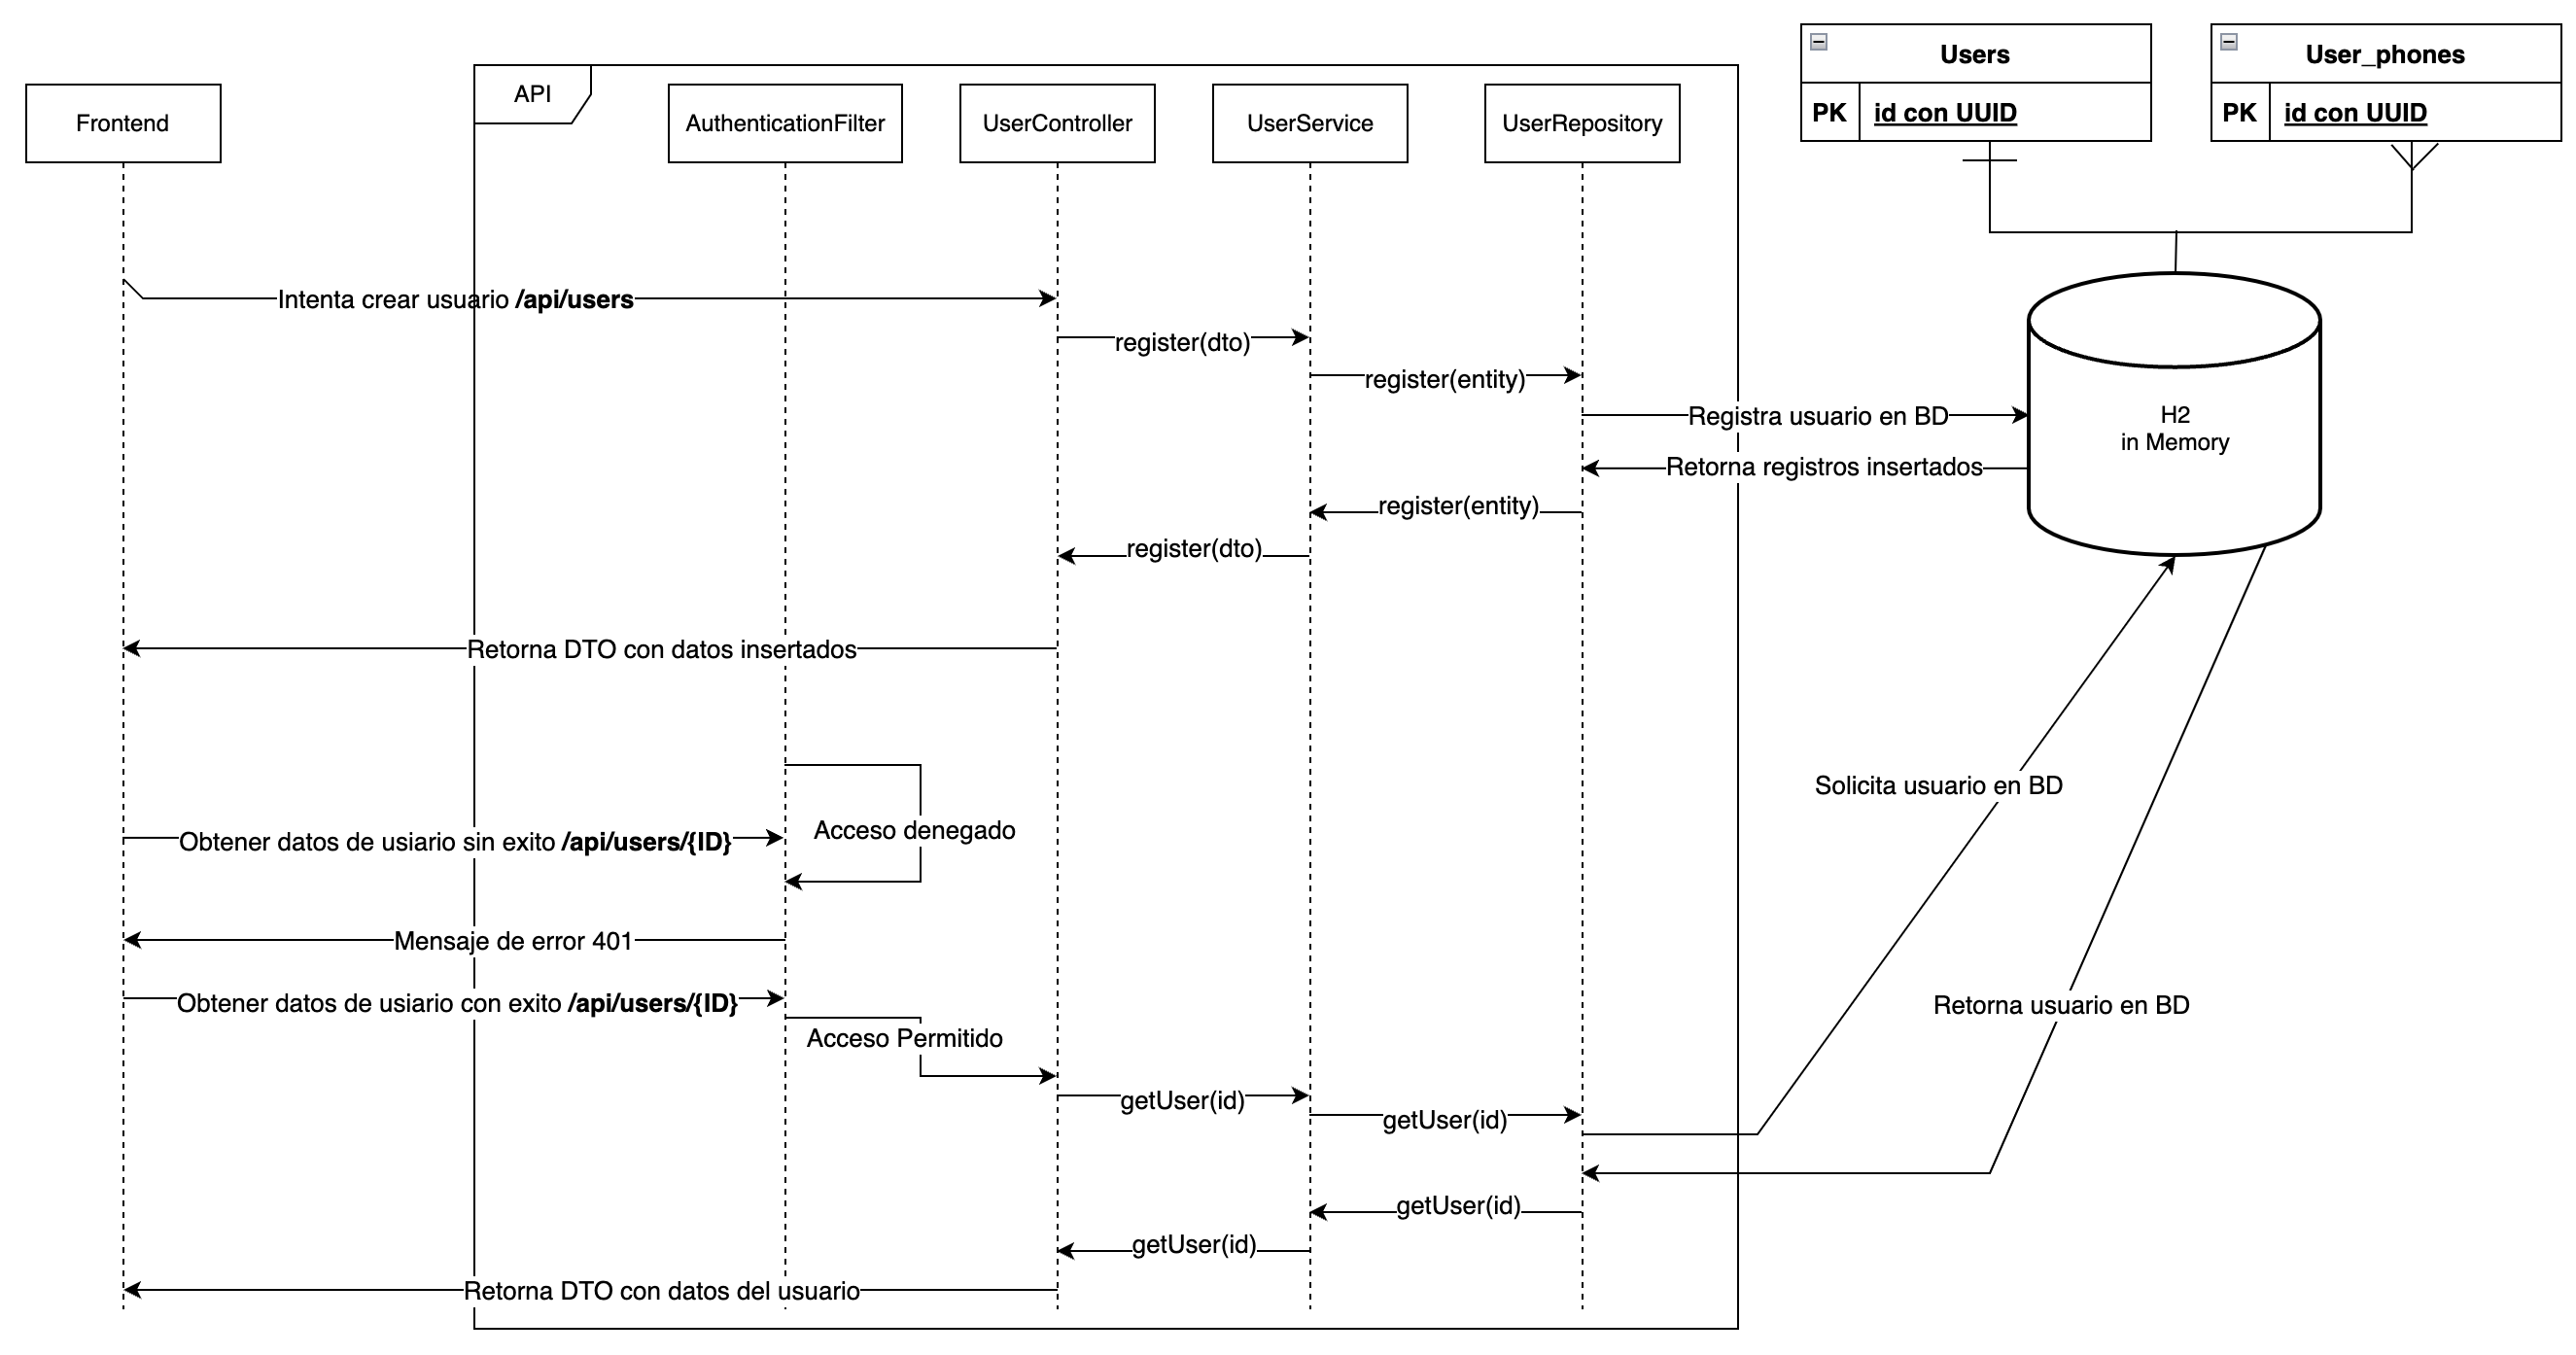 Users
PK
id con UUID
User_phones
PK
id con UUID
API
Frontend
AuthenticationFilter
UserController
UserService
UserRepository
Intenta crear usuario /api/users
register(dto)
register(entity)
Registra usuario en BD
H2
in Memory
Retorna registros insertados
register(entity)
register(dto)
Retorna DTO con datos insertados
Solicita usuario en BD
Acceso denegado
Obtener datos de usiario sin exito /api/users/{ID}
Mensaje de error 401
Obtener datos de usiario con exito /api/users/{ID}
Retorna usuario en BD
Acceso Permitido
getUser(id)
getUser(id)
getUser(id)
getUser(id)
Retorna DTO con datos del usuario